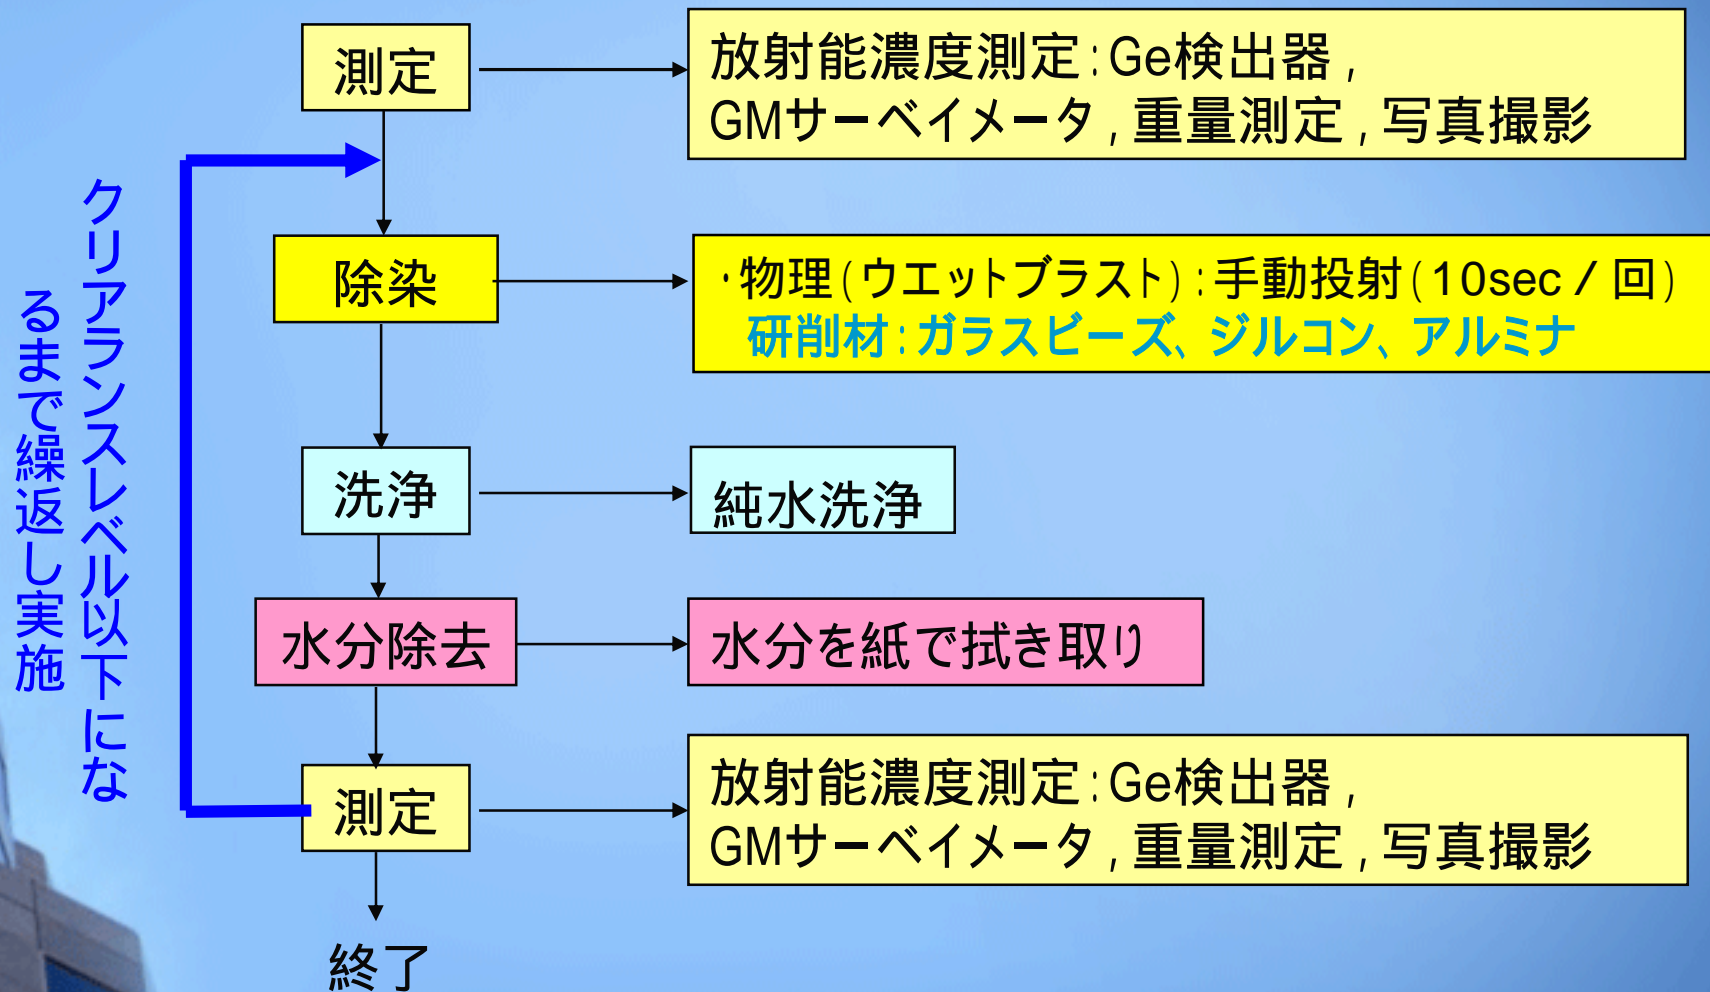 測定
放射能濃度測定:Ge検出器,
GMサーベイメータ,重量測定,写真撮影
除染
・物理(ウエットブラスト):手動投射(10sec/回)
研削材:ガラスビーズ、ジルコン、アルミナ
洗浄
純水洗浄
水分除去
水分を紙で拭き取り
測定
放射能濃度測定:Ge検出器,
GMサーベイメータ,重量測定,写真撮影
終了
クリアランスレベル以下にな
るまで繰返し実施